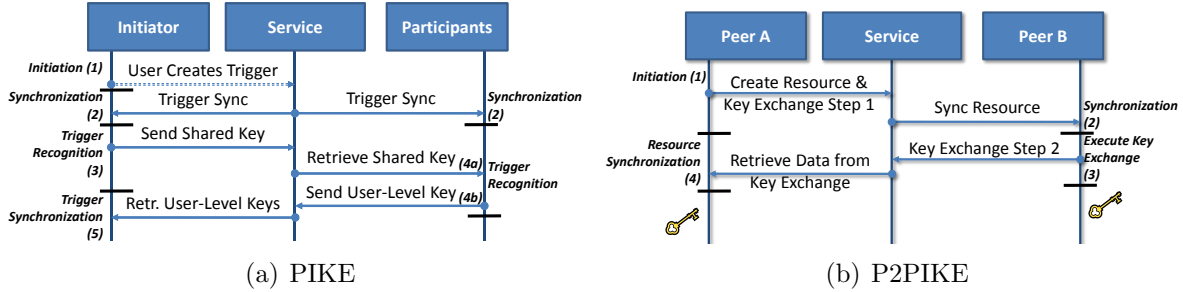 Initiator
Service
Participants
Initiation (1)
User Creates Trigger
Synchronization
(2)
Trigger Sync
Trigger Sync
Synchronization
(2)
Trigger
Recognition
(3)
Send Shared Key
Retrieve Shared Key
(4a)
Trigger
Recognition
Send User-Level Key
(4b)
Trigger
Synchronization
(5)
Retr. User-Level Keys
(a) PIKE
Peer A
Service
Peer B
Initiation (1)
Create Resource &
Key Exchange Step 1
Sync Resource
Synchronization
(2)
Key Exchange Step 2
Execute Key
Exchange
(3)
Resource
Synchronization
(4)
Retrieve Data from
Key Exchange
(b) P2PIKE